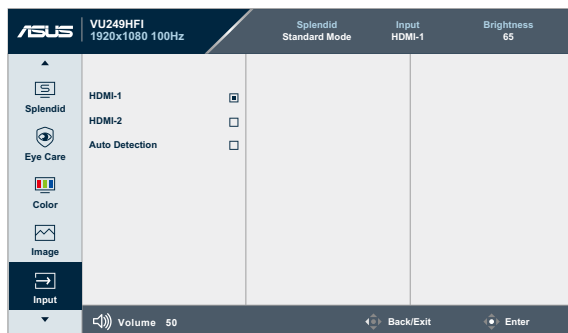 ASUS
VU249HFI
1920x1080 100Hz
Splendid
Standard Mode
Input
HDMI-1
Brightness
65
Splendid
Eye Care
Color
Image
Input
HDMI-1
HDMI-2
Auto Detection
Volume 50
Back/Exit
Enter